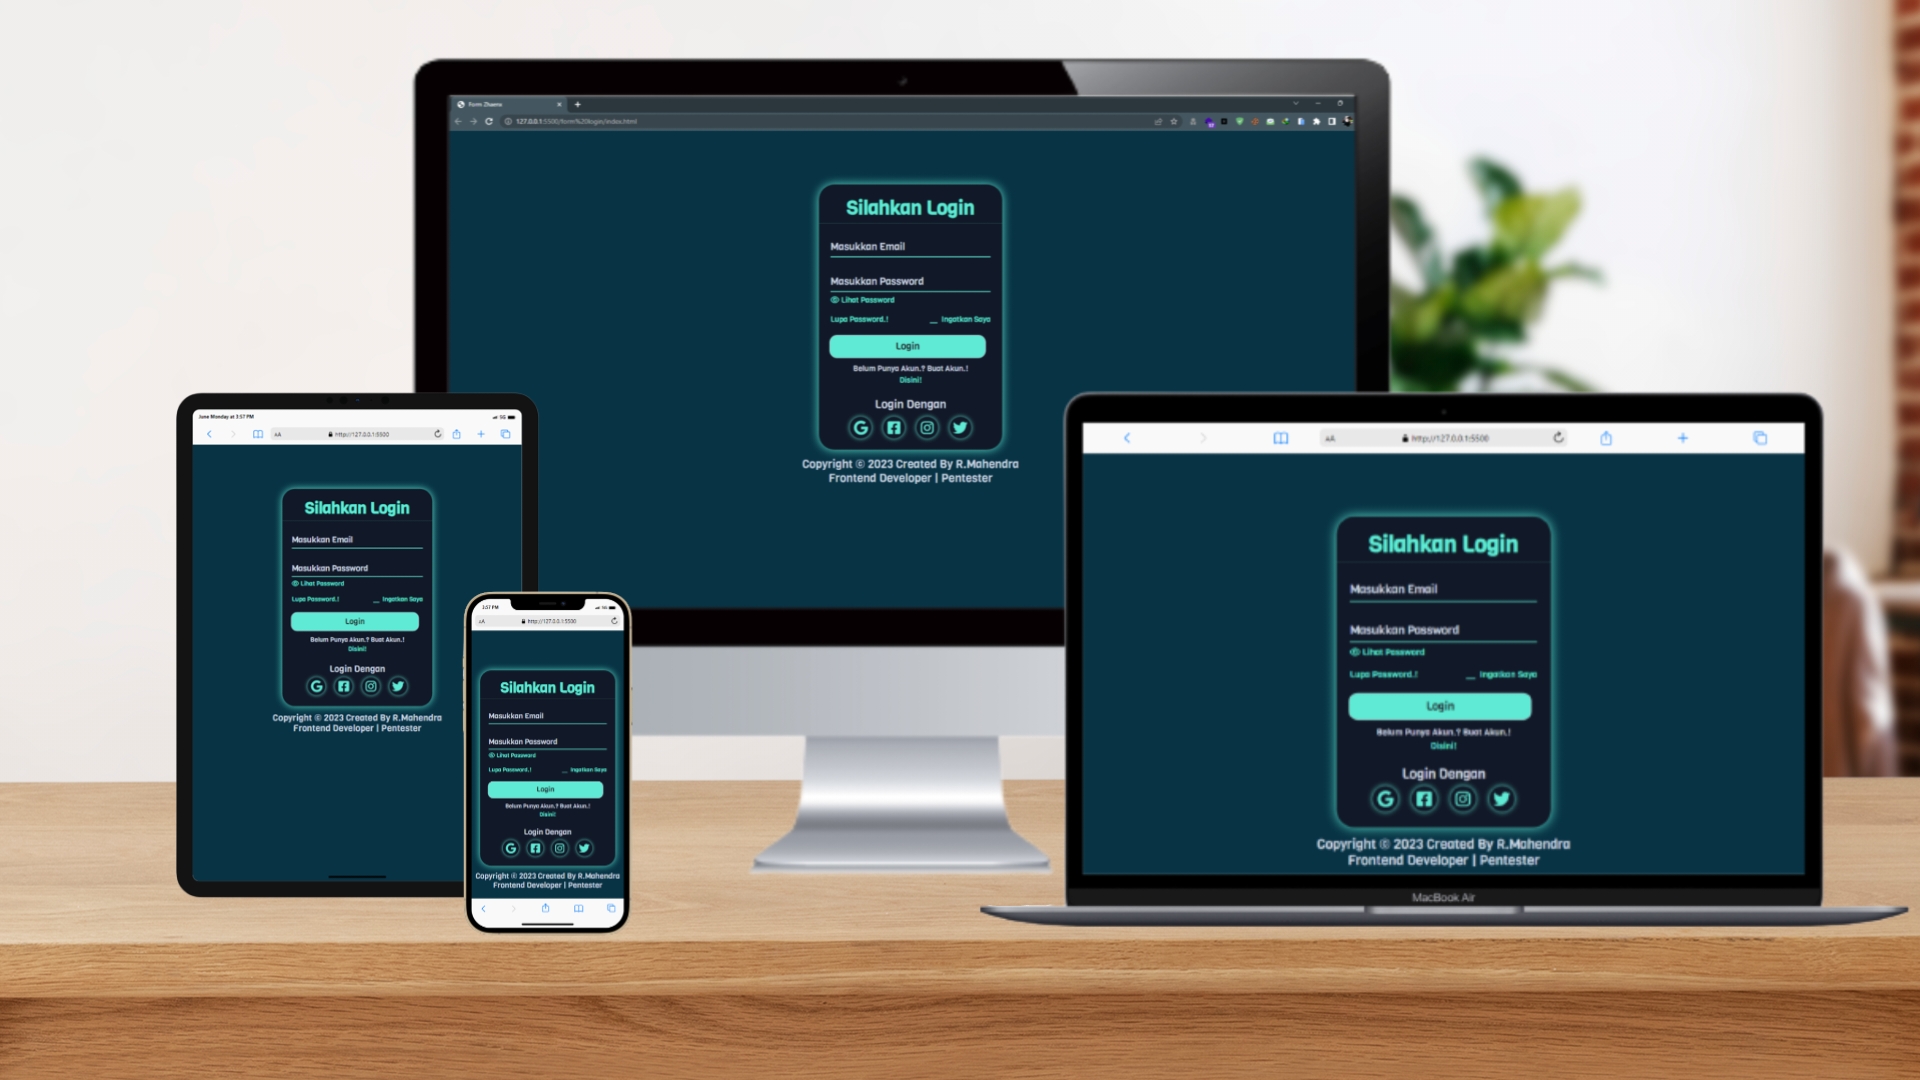 Form Zhaenx
127.0.0.1:5500/form%20login/index.html
Silahkan Login
Masukkan Email
Masukkan Password
Lihat Password
Lupa Password.!
Ingatkan Saya
Login
Belum Punya Akun.? Buat Akun.!
Disini!
Login Dengan
Copyright © 2023 Created By R.Mahendra
Frontend Developer | Pentester
June Monday at 3:57 PM
5G
AA
http://127.0.0.1:5500
Silahkan Login
Masukkan Email
Masukkan Password
Lihat Password
Lupa Password.!
Ingatkan Saya
Login
Belum Punya Akun.? Buat Akun.!
Disini!
Login Dengan
Copyright © 2023 Created By R.Mahendra
Frontend Developer | Pentester
3:57 PM
5G
AA
http://127.0.0.1:5500
Silahkan Login
Masukkan Email
Masukkan Password
Lihat Password
Lupa Password.!
Ingatkan Saya
Login
Belum Punya Akun.? Buat Akun.!
Disini!
Login Dengan
Copyright © 2023 Created By R.Mahendra
Frontend Developer | Pentester
AA
http://127.0.0.1:5500
Silahkan Login
Masukkan Email
Masukkan Password
Lihat Password
Lupa Password.!
Ingatkan Saya
Login
Belum Punya Akun.? Buat Akun.!
Disini!
Login Dengan
Copyright © 2023 Created By R.Mahendra
Frontend Developer | Pentester
MacBook Air